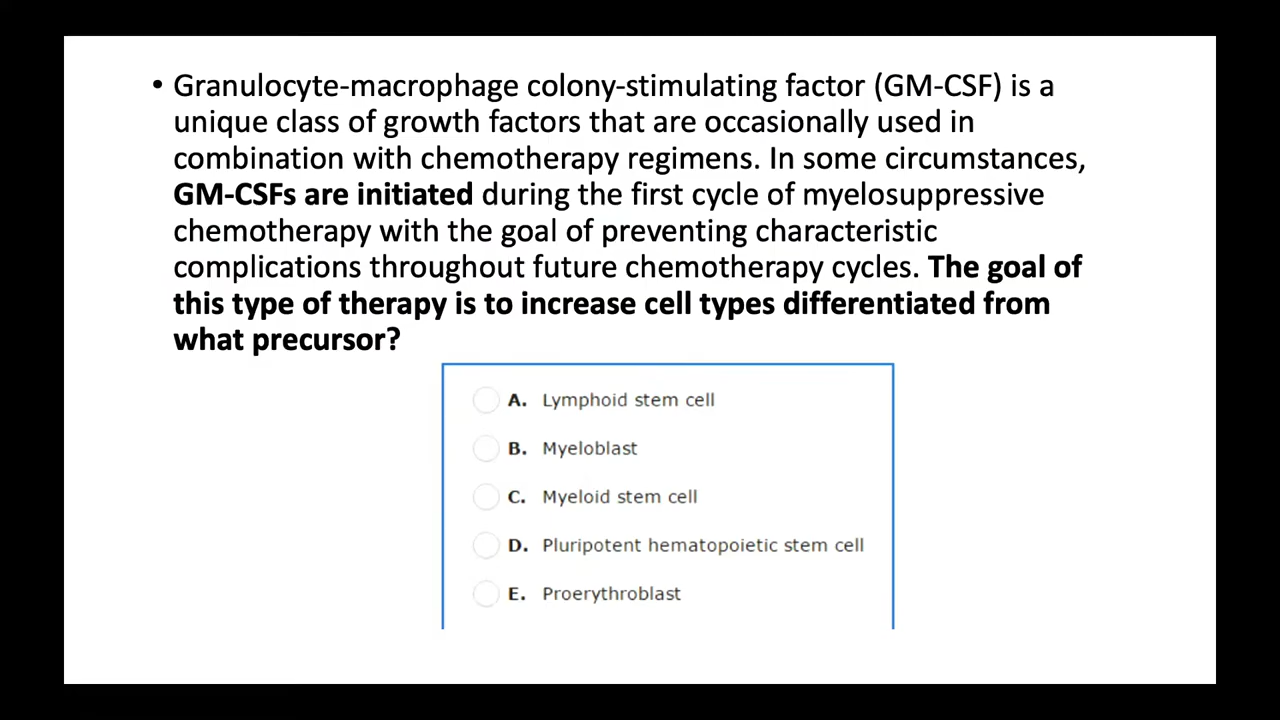 • Granulocyte-macrophage colony-stimulating factor (GM-CSF) is a
unique class of growth factors that are occasionally used in
combination with chemotherapy regimens. In some circumstances,
GM-CSFs are initiated during the first cycle of myelosuppressive
chemotherapy with the goal of preventing characteristic
complications throughout future chemotherapy cycles. The goal of
this type of therapy is to increase cell types differentiated from
what precursor?
A. Lymphoid stem cell
B. Myeloblast
C. Myeloid stem cell
D. Pluripotent hematopoietic stem cell
E. Proerythroblast